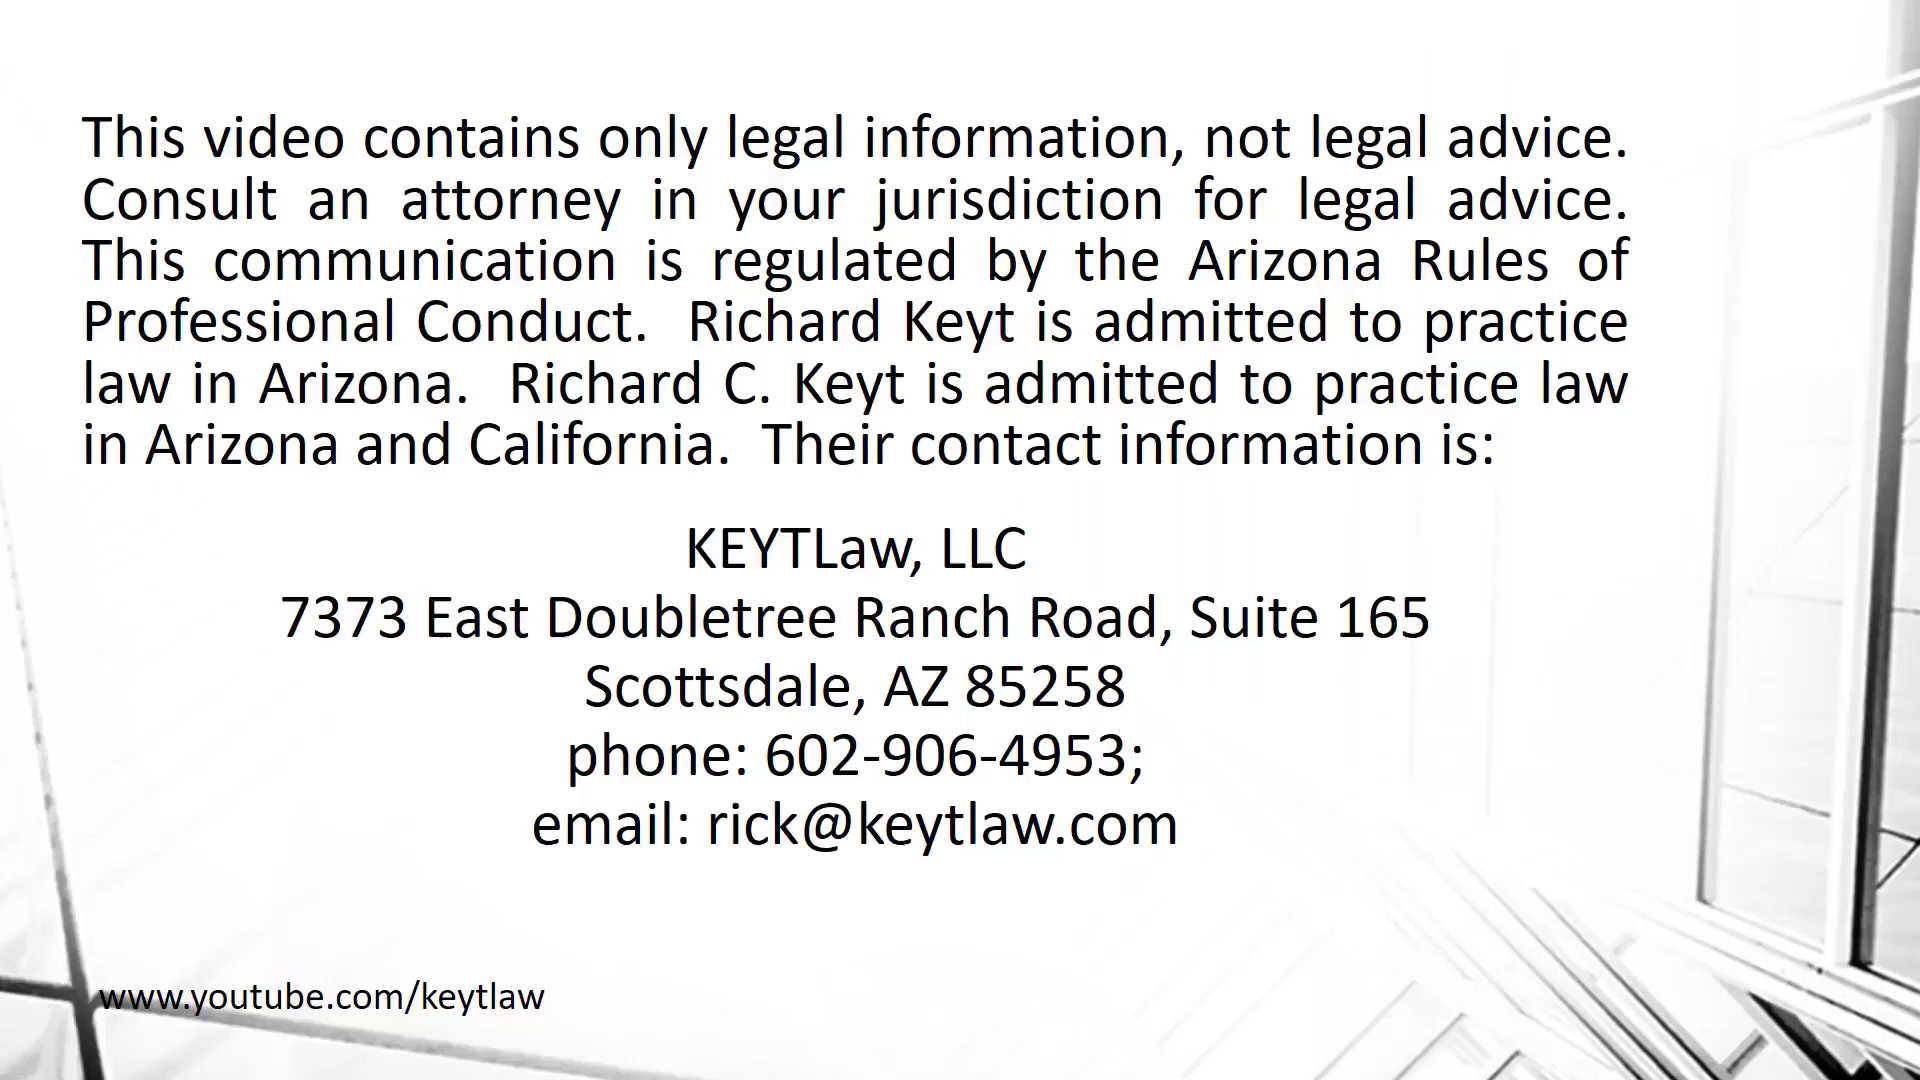 This video contains only legal information, not legal advice.
Consult an attorney in your jurisdiction for legal advice.
This communication is regulated by the Arizona Rules of
Professional Conduct.  Richard Keyt is admitted to practice
law in Arizona.  Richard C. Keyt is admitted to practice law
in Arizona and California.  Their contact information is:
KEYTLaw, LLC
7373 East Doubletree Ranch Road, Suite 165
Scottsdale, AZ 85258
phone: 602-906-4953;
email: rick@keytlaw.com
www.youtube.com/keytlaw